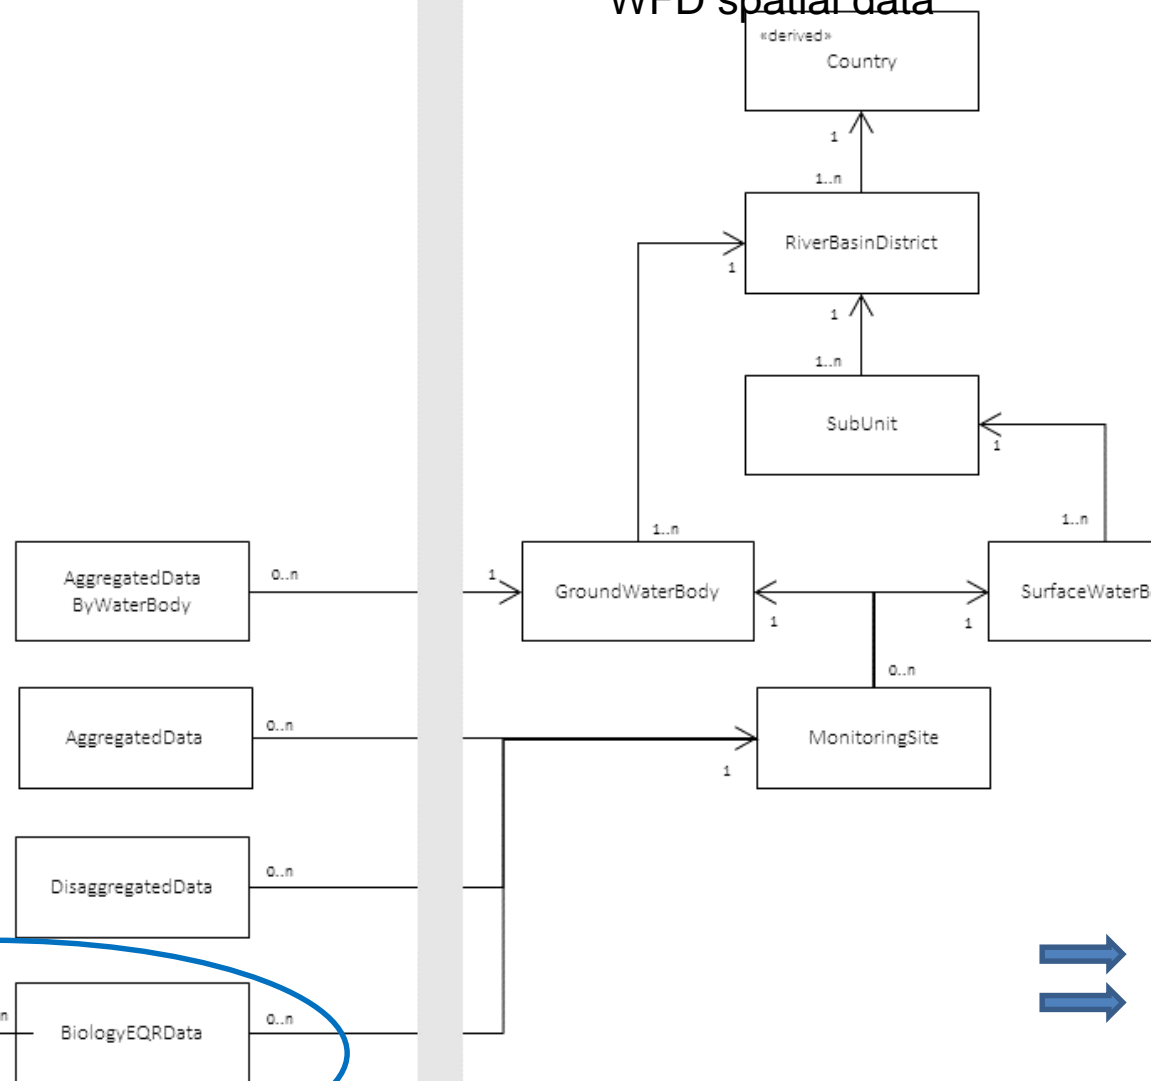 WFD spatial data
«derived»
Country
1
1..n
RiverBasinDistrict
1
1
1..n
SubUnit
1
1..n
1..n
AggregatedData
ByWaterBody
0..n
1
GroundWaterBody
1
1
SurfaceWaterB
0..n
AggregatedData
0..n
MonitoringSite
1
DisaggregatedData
0..n
n
BiologyEQRData
0..n